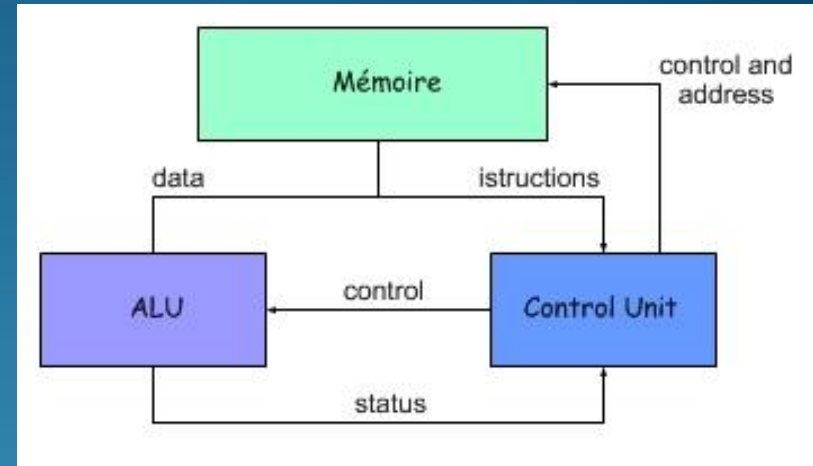 Mémoire
control and
address
data
istructions
ALU
control
Control Unit
status